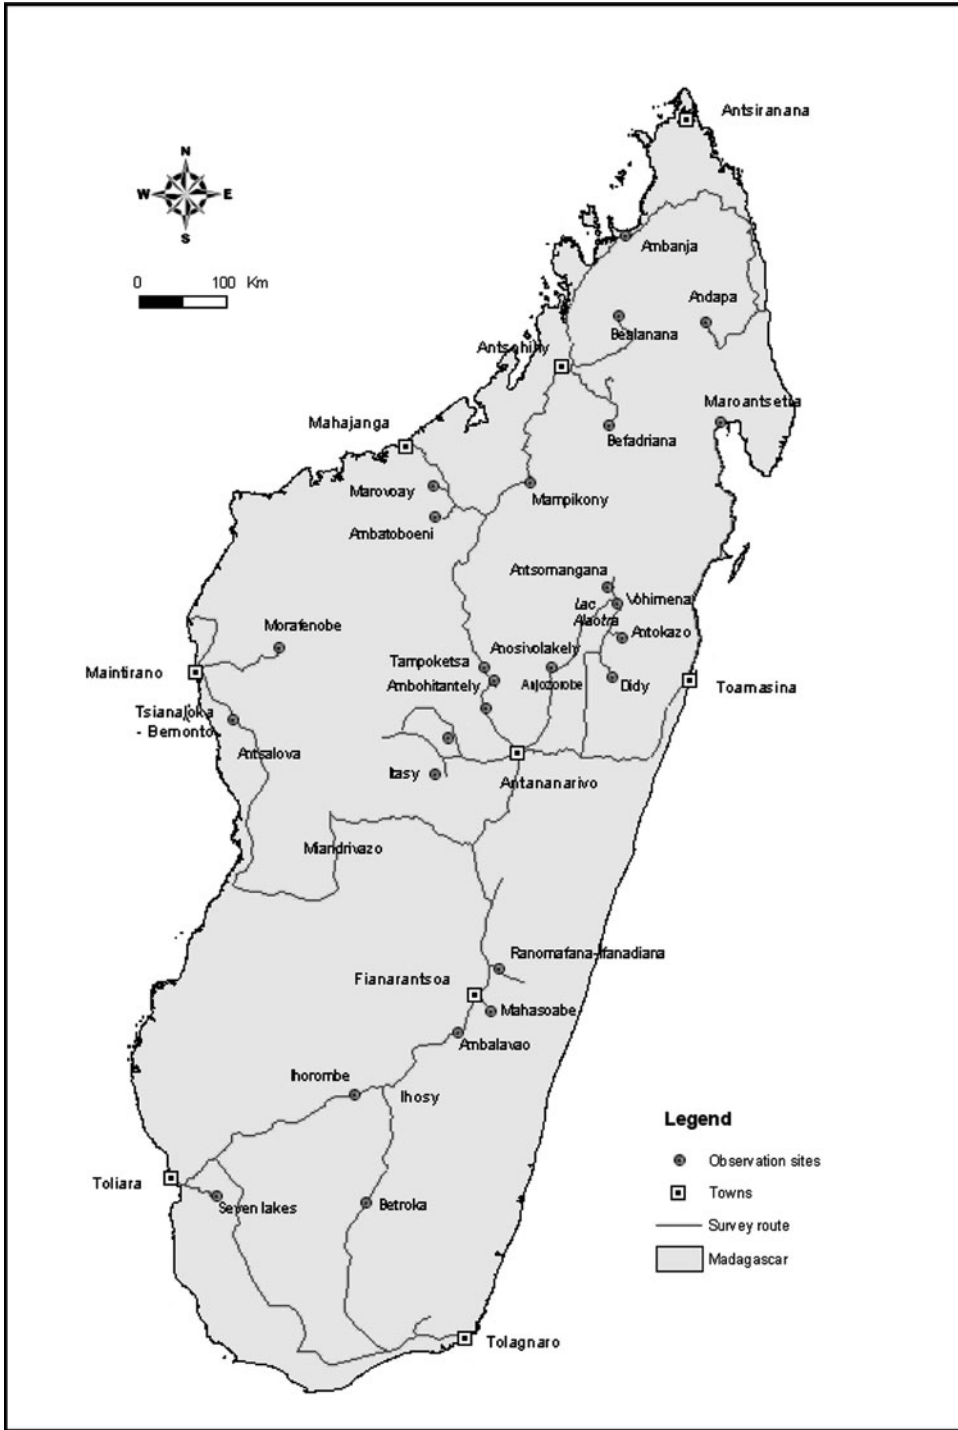 Antsiranana
N
W E
S
0 100 Km
Ambanja
Andapa
Bealanana
Antsohihy
Maroantsetra
Mahajanga
Befadriana
Marovoay
Mampikony
Ambatoboeni
Antsomangana
Lac
Alaotra
Vohimena
Morafenobe
Antokazo
Anosivolakely
Tampoketsa
Maintirano
Ambohitantely
Anjozorobe
Didy
Toamasina
Tsianaloka
- Bemonto
Antsalova
Itasy
Antananarivo
Miandrivazo
Ranomafana-Ifanadiana
Fianarantsoa
Mahasoabe
Ambalavao
Ihorombe
Ihosy
Toliara
Seven lakes
Betroka
Tolagnaro
Legend
Observation sites
Towns
Survey route
Madagascar